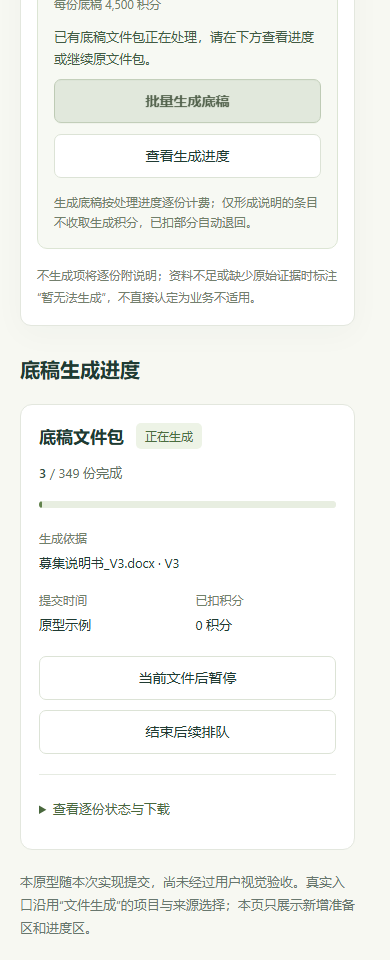 每份底稿 4,500 积分
已有底稿文件包正在处理，请在下方查看进度
或继续原文件包。
批量生成底稿
查看生成进度
生成底稿按处理进度逐份计费；仅形成说明的条目
不收取生成积分，已扣部分自动退回。
不生成项将逐份附说明；资料不足或缺少原始证据时标注
“暂无法生成”，不直接认定为业务不适用。
底稿生成进度
底稿文件包 正在生成
3 / 349 份完成
生成依据
募集说明书_V3.docx · V3
提交时间 已扣积分
原型示例 0 积分
当前文件后暂停
结束后续排队
▶ 查看逐份状态与下载
本原型随本次实现提交，尚未经过用户视觉验收。真实入
口沿用“文件生成”的项目与来源选择；本页只展示新增准备
区和进度区。